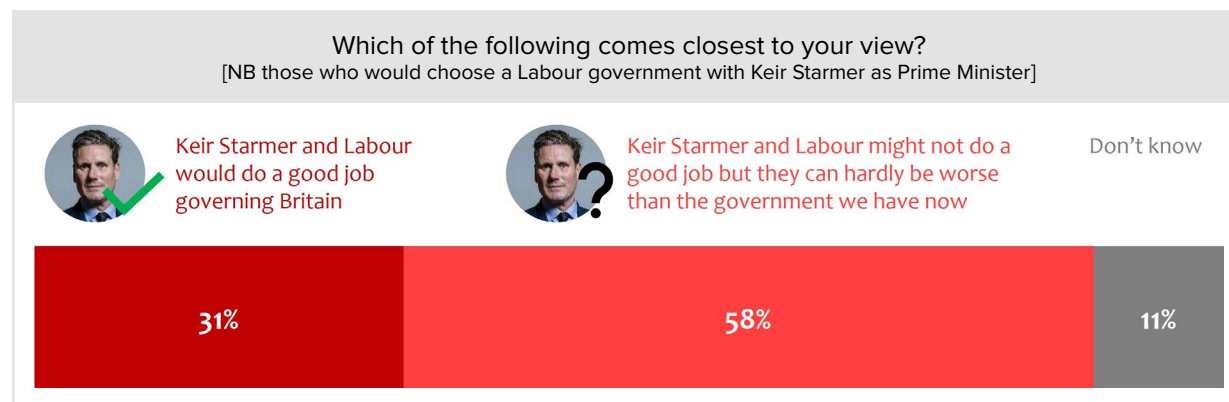 Which of the following comes closest to your view?
[NB those who would choose a Labour government with Keir Starmer as Prime Minister]
Keir Starmer and Labour
would do a good job
governing Britain
Keir Starmer and Labour might not do a
good job but they can hardly be worse
than the government we have now
Don't know
?
31%
58%
11%